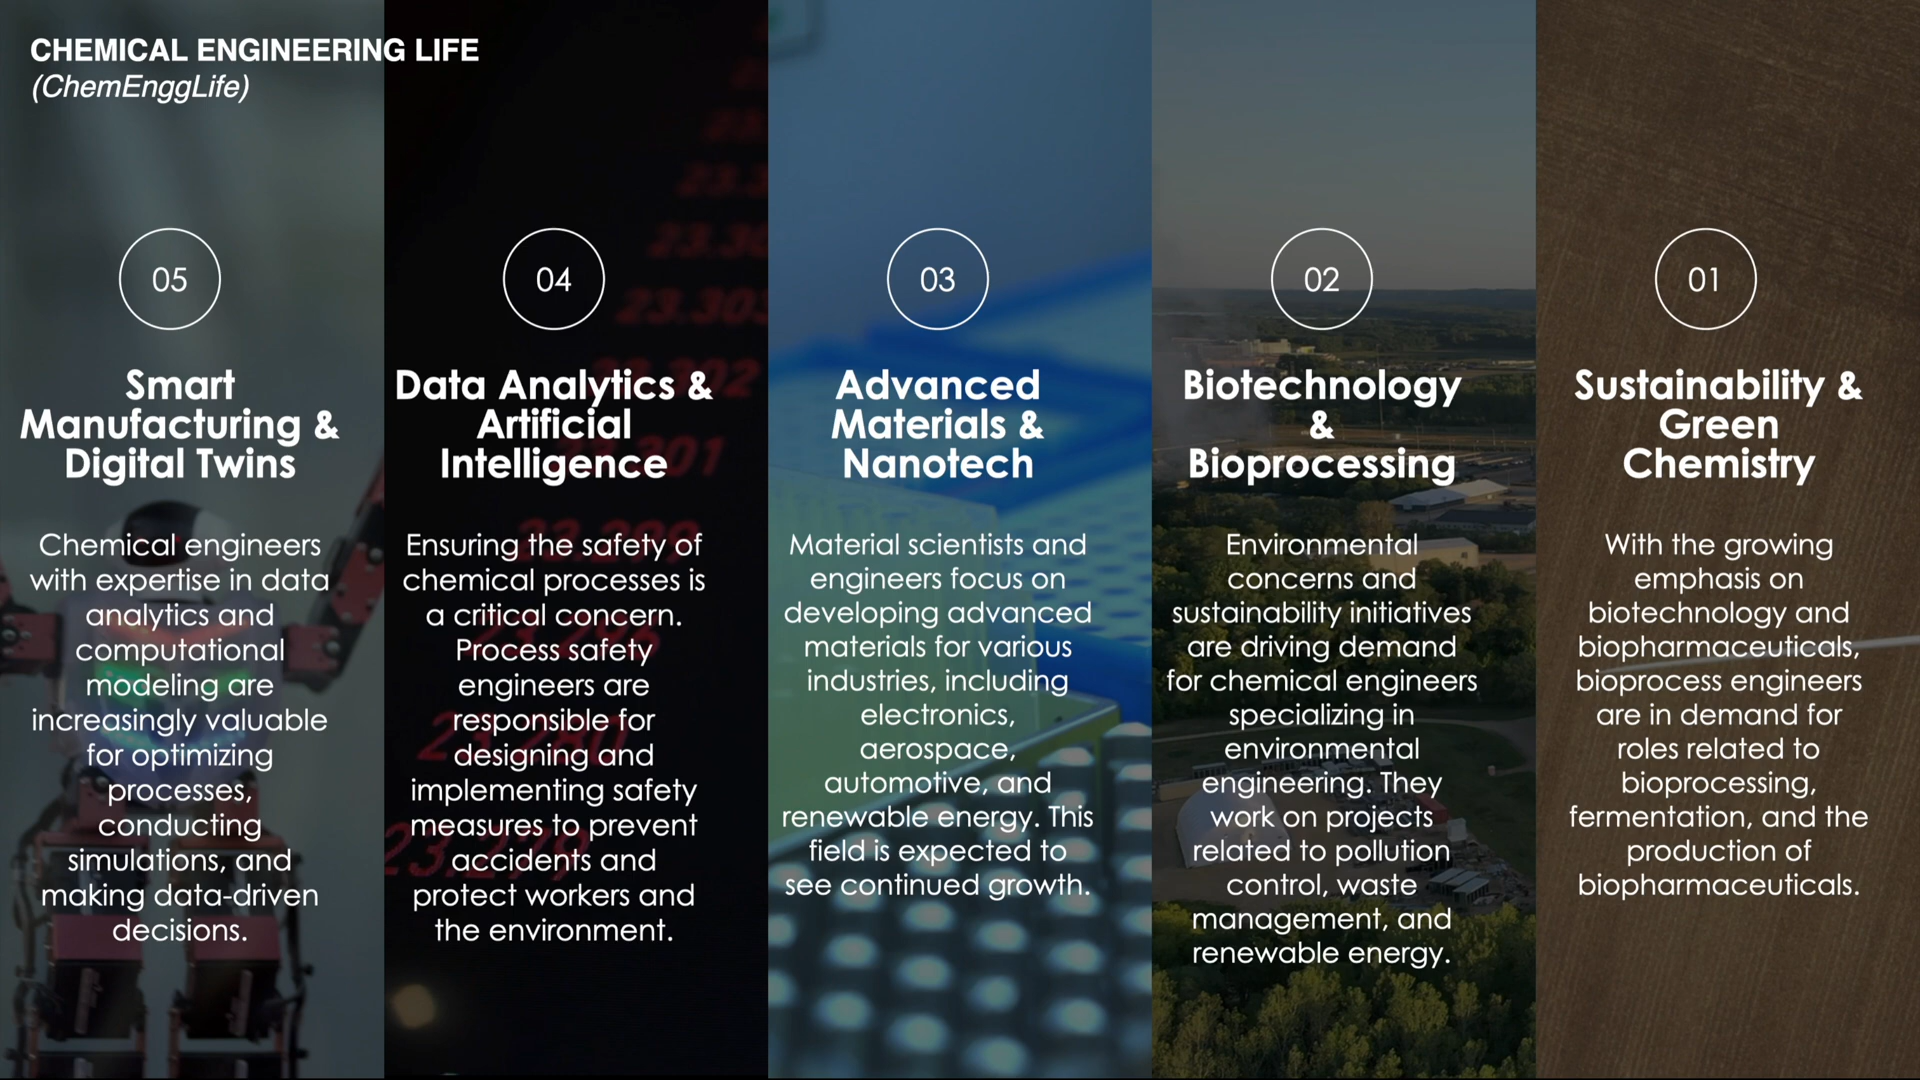 CHEMICAL ENGINEERING LIFE
(ChemEnggLife)
05
Smart
Manufacturing &
Digital Twins
Chemical engineers
with expertise in data
analytics and
computational
modeling are
increasingly valuable
for optimizing
processes,
conducting
simulations, and
making data-driven
decisions.
04
Data Analytics &
Artificial
Intelligence
Ensuring the safety of
chemical processes is
a critical concern.
Process safety
engineers are
responsible for
designing and
implementing safety
measures to prevent
accidents and
protect workers and
the environment.
03
Advanced
Materials &
Nanotech
Material scientists and
engineers focus on
developing advanced
materials for various
industries, including
electronics,
aerospace,
automotive, and
renewable energy. This
field is expected to
see continued growth.
02
Biotechnology
&
Bioprocessing
Environmental
concerns and
sustainability initiatives
are driving demand
for chemical engineers
specializing in
environmental
engineering. They
work on projects
related to pollution
control, waste
management, and
renewable energy.
01
Sustainability &
Green
Chemistry
With the growing
emphasis on
biotechnology and
biopharmaceuticals,
bioprocess engineers
are in demand for
roles related to
bioprocessing,
fermentation, and the
production of
biopharmaceuticals.